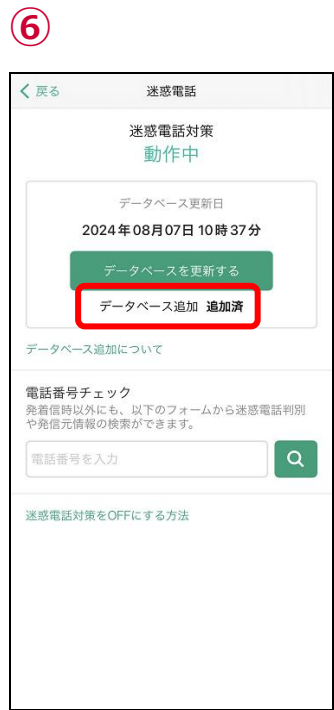 ⑥
戻る 迷惑電話
迷惑電話対策
動作中
データベース更新日
2024年08月07日 10時37分
データベースを更新する
データベース追加 追加済
データベース追加について
電話番号チェック
発着信時以外にも、以下のフォームから迷惑電話判別
や発信元情報の検索ができます。
電話番号を入力
迷惑電話対策をOFFにする方法